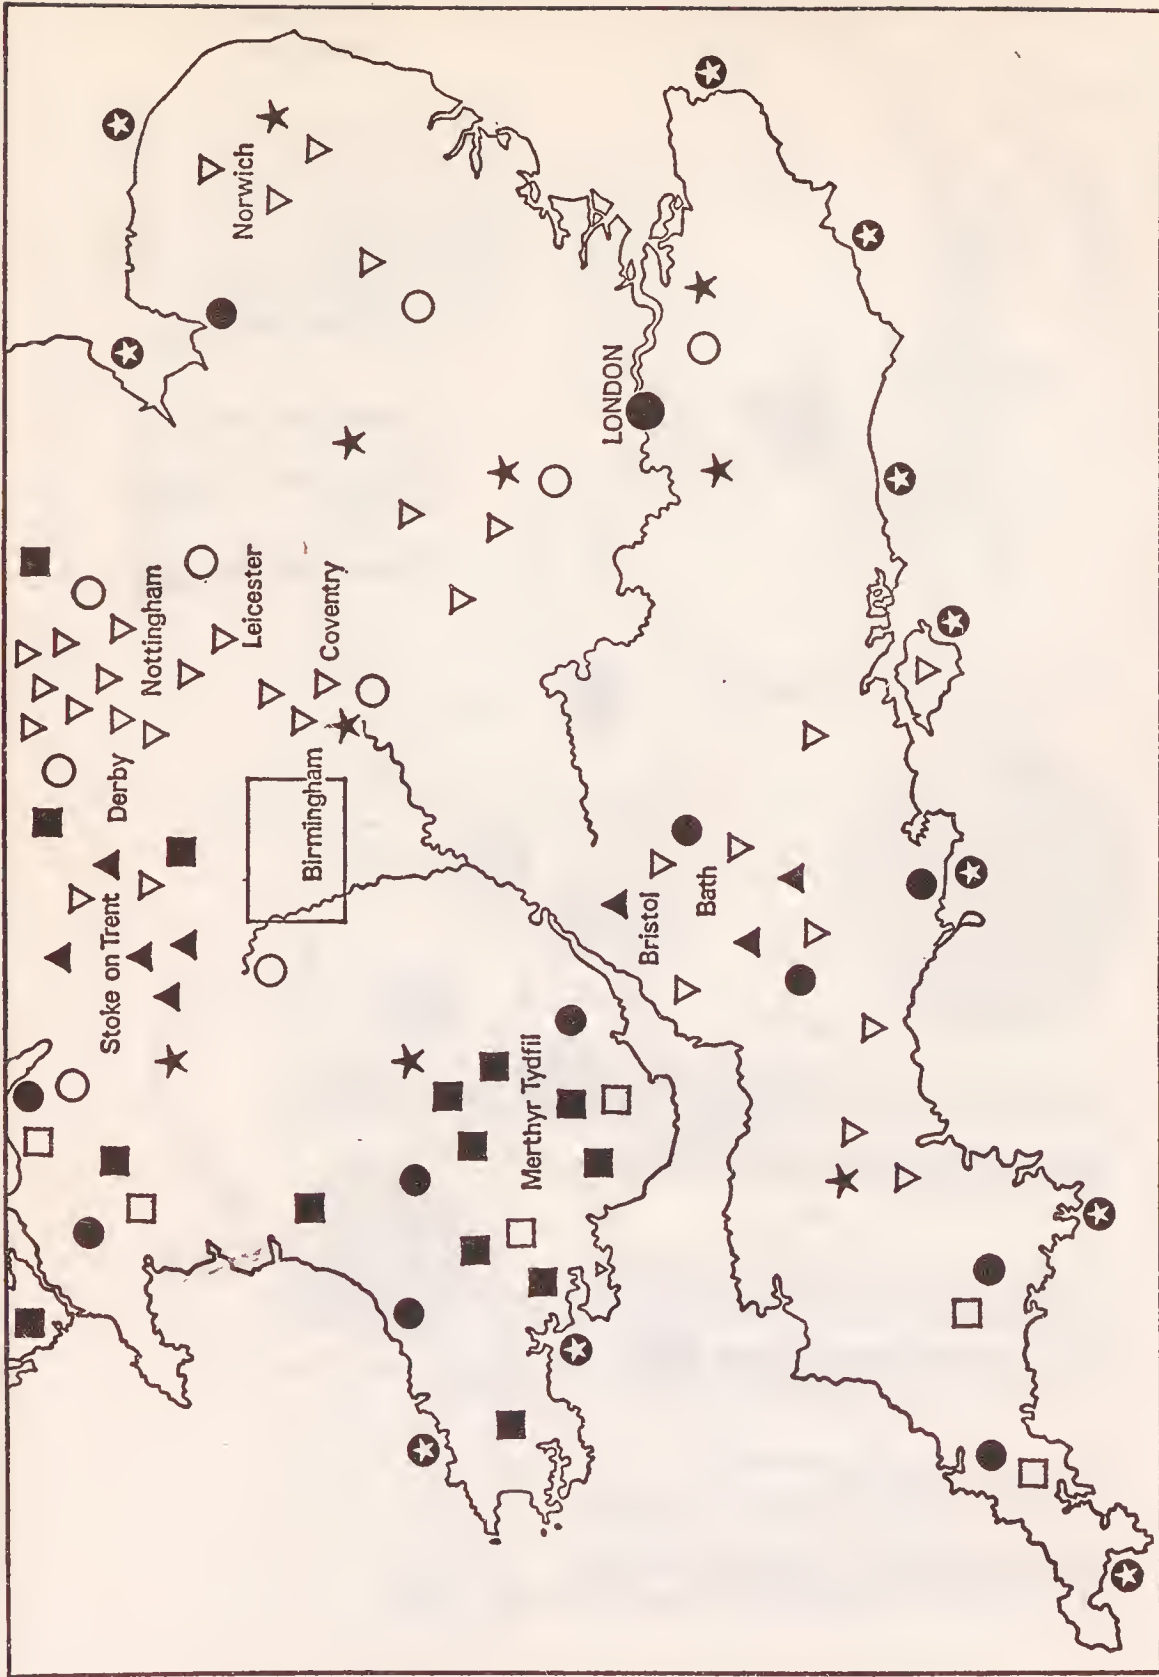 Stoke on Trent
Derby
Nottingham
Leicester
Norwich
Birmingham
Coventry
Merthyr Tydfil
LONDON
Bristol
Bath